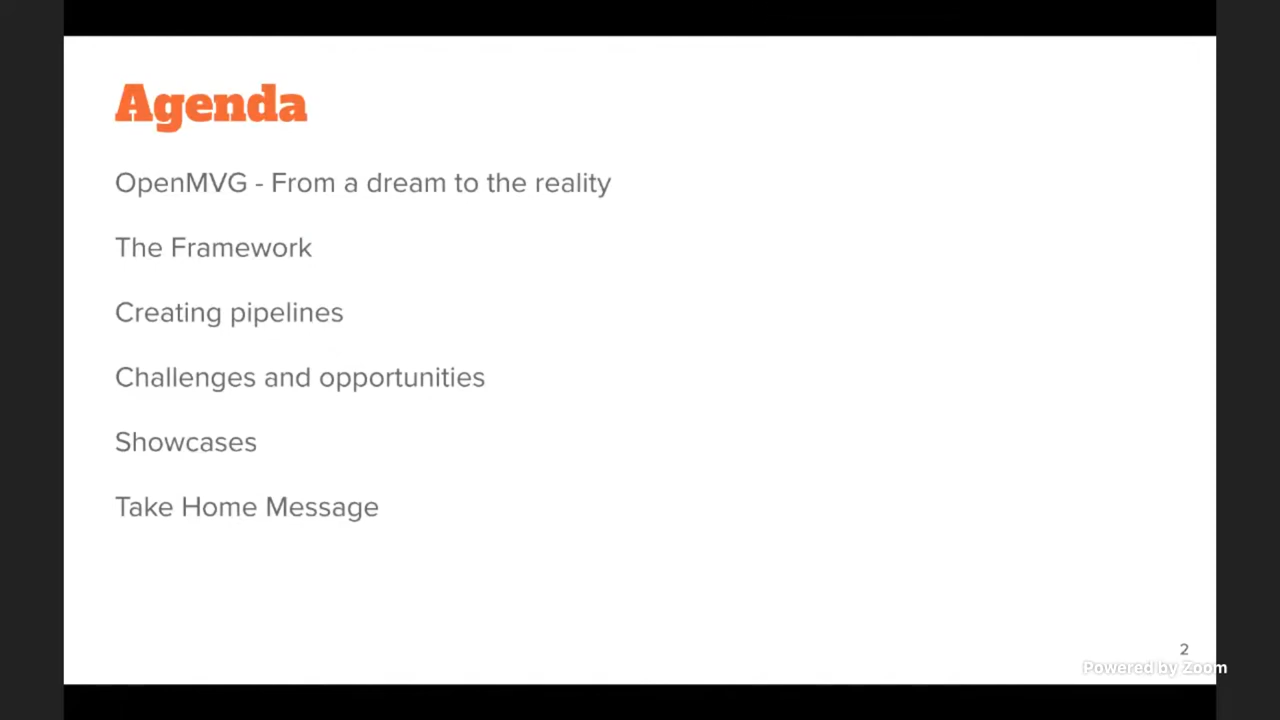 Agenda
OpenMVG - From a dream to the reality
The Framework
Creating pipelines
Challenges and opportunities
Showcases
Take Home Message
2
Powered by Zoom